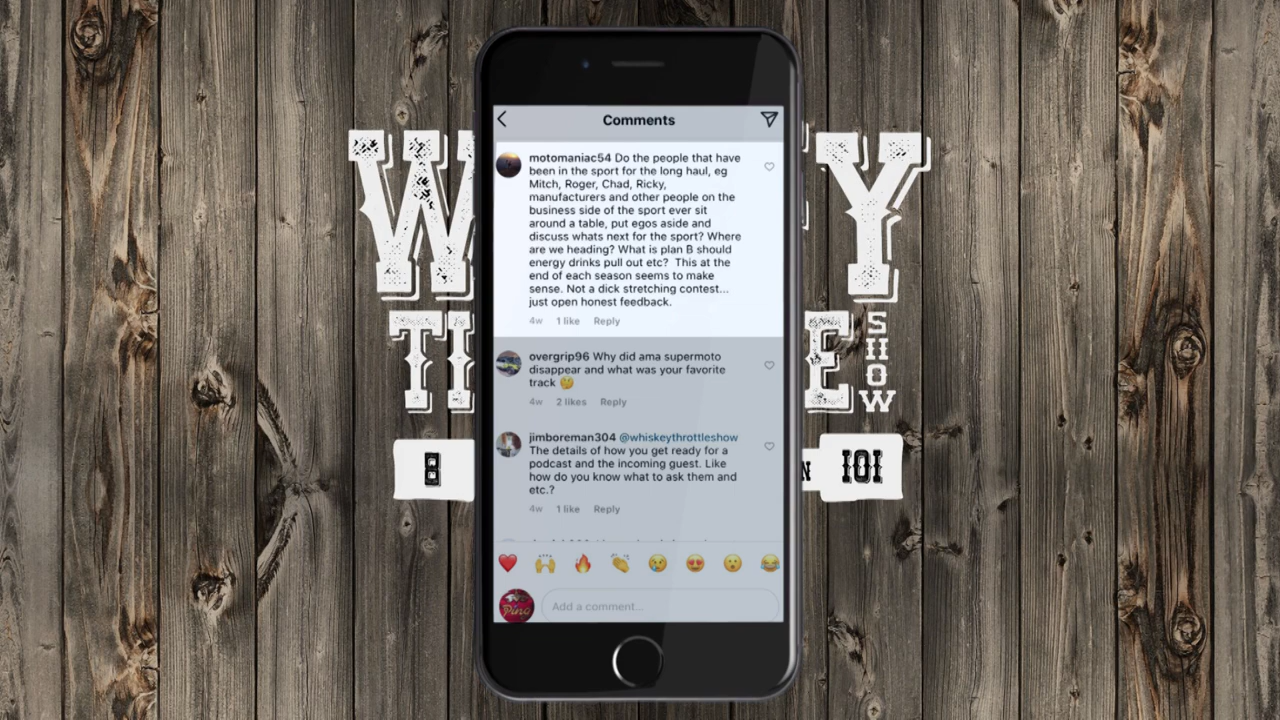 W
Y
TI
E
SHOW
8
N
101
Comments
motomaniac54 Do the people that have
been in the sport for the long haul, eg
Mitch, Roger, Chad, Ricky,
manufacturers and other people on the
business side of the sport ever sit
around a table, put egos aside and
discuss whats next for the sport? Where
are we heading? What is plan B should
energy drinks pull out etc?  This at the
end of each season seems to make
sense. Not a dick stretching contest...
just open honest feedback.
4w 1 like Reply
overgrip96 Why did ama supermoto
disappear and what was your favorite
track 🤔
4w 2 likes Reply
jimboreman304 @whiskeythrottleshow
The details of how you get ready for a
podcast and the incoming guest. Like
how do you know what to ask them and
etc.?
4w 1 like Reply
❤️ 🙌 🔥 👏 😢 😍 😮 😂
Pino
Add a comment...